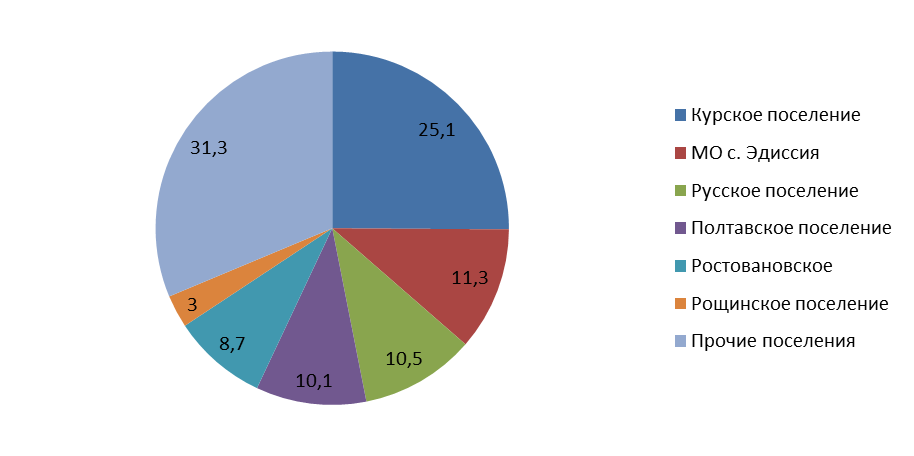 25,1
11,3
10,5
10,1
8,7
3
31,3
Курское поселение
МО с. Эдиссия
Русское поселение
Полтавское поселение
Ростовановское
Рощинское поселение
Прочие поселения